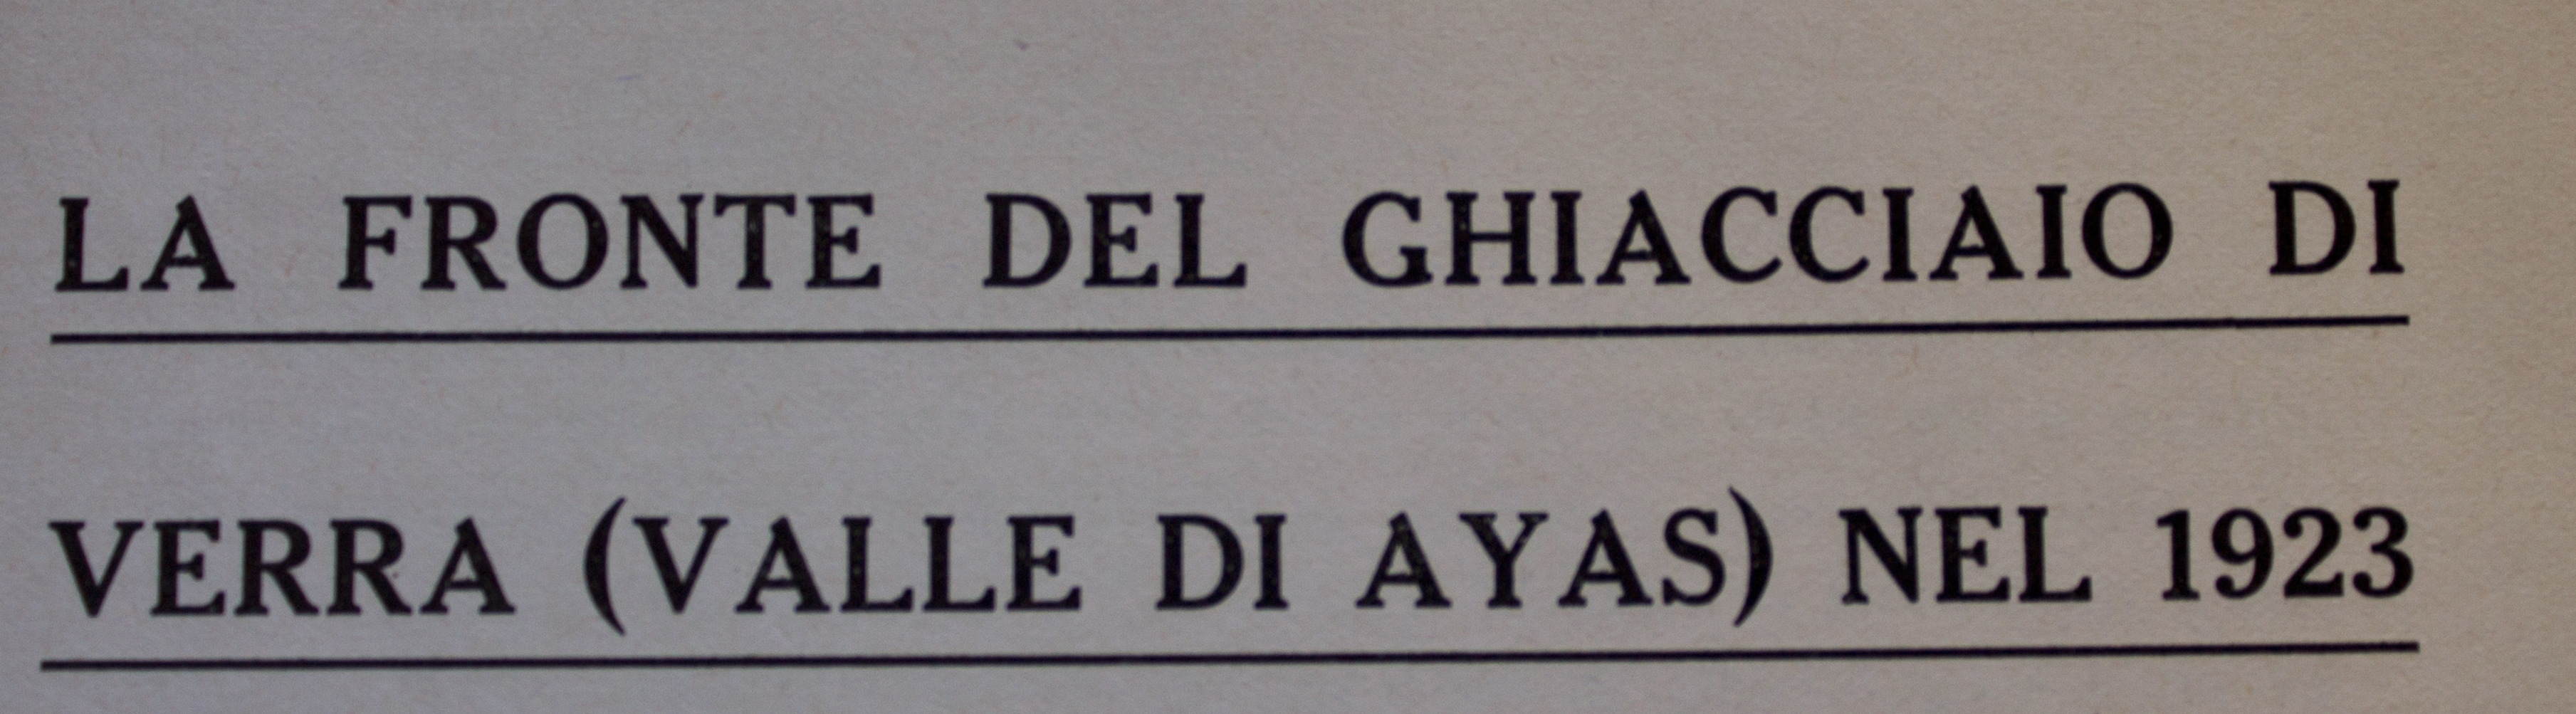 LA FRONTE DEL GHIACCIAIO DI
VERRA (VALLE DI AYAS) NEL 1923